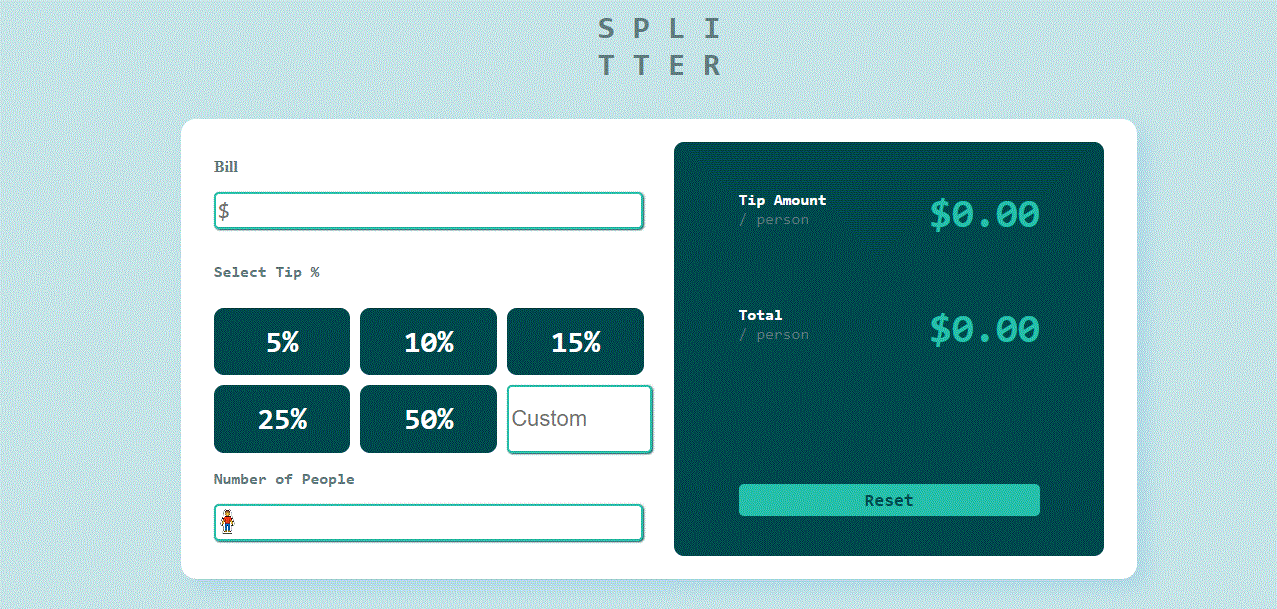 S P L I
T T E R
Bill
$
Select Tip %
5% 10% 15%
25% 50% Custom
Number of People
Tip Amount
/ person
$0.00
Total
/ person
$0.00
Reset